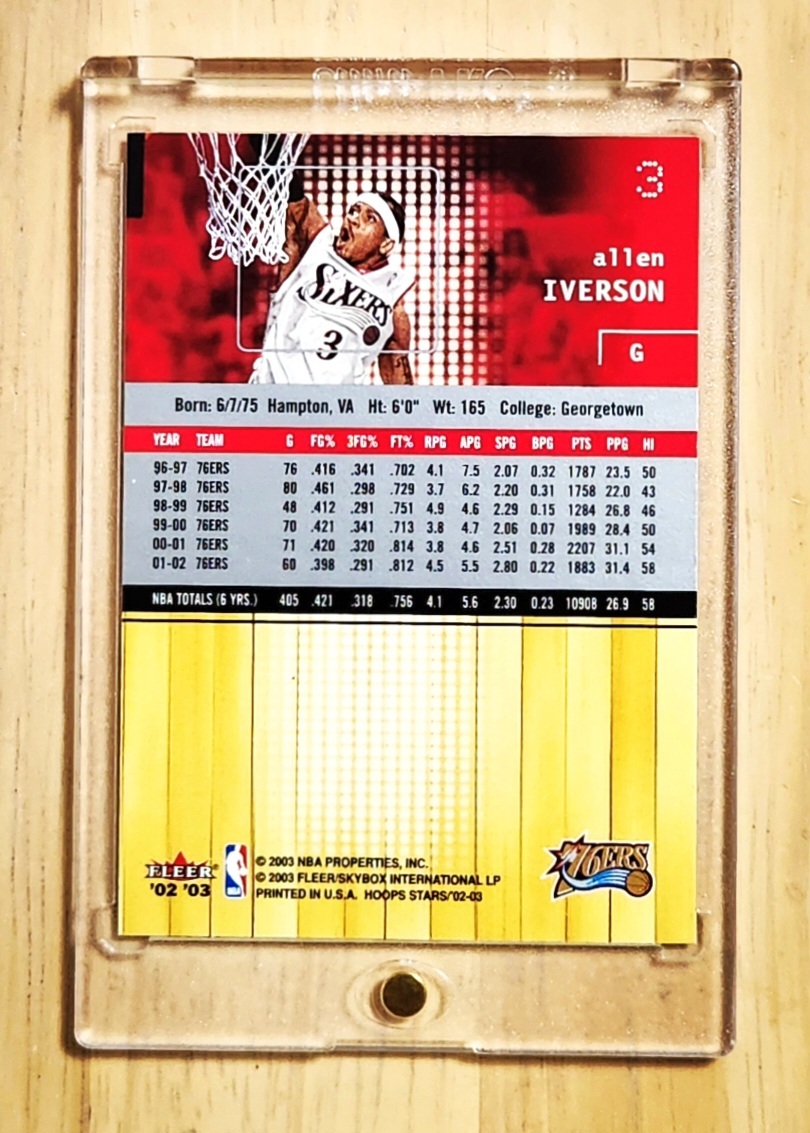 3
allen
IVERSON
SIXERS
3
G
Born: 6/7/75 Hampton, VA Ht: 6'0" Wt: 165 College: Georgetown
YEAR TEAM G FG% 3FG% FT% RPG APG SPG BPG PTS PPG HI
96-97 76ERS 76 .416 .341 .702 4.1 7.5 2.07 0.32 1787 23.5 50
97-98 76ERS 80 .461 .298 .729 3.7 6.2 2.20 0.31 1758 22.0 43
98-99 76ERS 48 .412 .291 .751 4.9 4.6 2.29 0.15 1284 26.8 46
99-00 76ERS 70 .421 .341 .713 3.8 4.7 2.06 0.07 1989 28.4 50
00-01 76ERS 71 .420 .320 .814 3.8 4.6 2.51 0.28 2207 31.1 54
01-02 76ERS 60 .398 .291 .812 4.5 5.5 2.80 0.22 1883 31.4 58
NBA TOTALS (6 YRS.) 405 .421 .318 .756 4.1 5.6 2.30 0.23 10908 26.9 58
FLEER
'02 '03
© 2003 NBA PROPERTIES, INC.
© 2003 FLEER/SKYBOX INTERNATIONAL LP
PRINTED IN U.S.A. HOOPS STARS/'02-03
76ERS